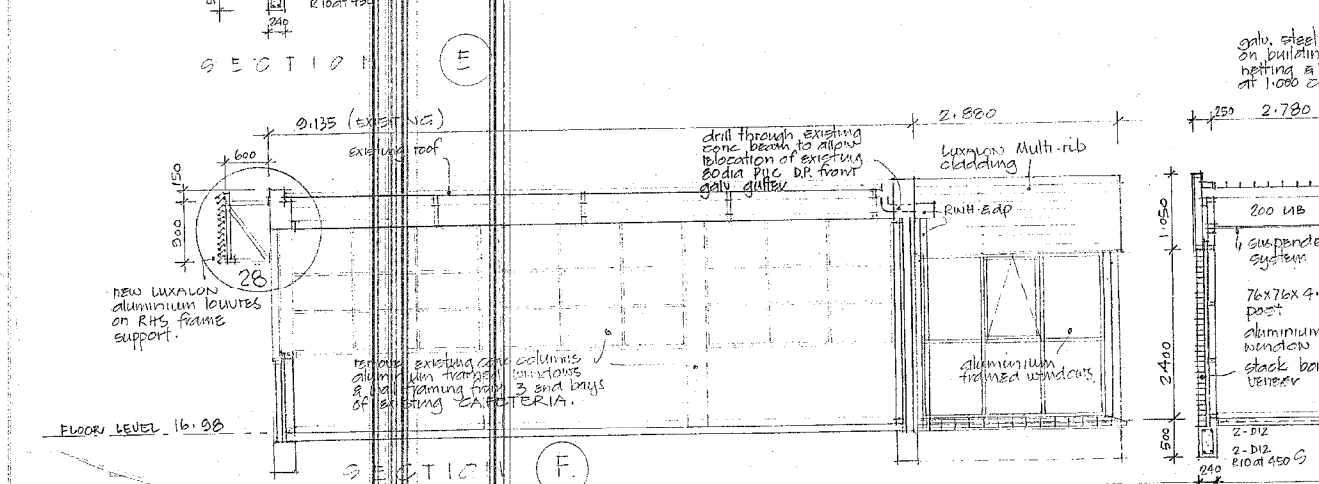 R10 at 450
240
SECTION E
galv. steel
on buildin
netting &
at 1.000 c
9.135 (EXISTING)
2.880
250 2.780
600
existing roof
drill through existing
conc beam to allow
relocation of existing
80dia PVC D.P. from
galv gutter
LUXALON Multi-rib
cladding
150
900
28
RWH & dp
1.050
200 UB
suspende
system
NEW LUXALON
aluminium louvres
on RHS frame
support.
76x76x4.
post
aluminium
window
stack bon
veneer
2.400
remove existing conc columns
aluminium framed windows
& wall framing from 3 end bays
of existing CAFETERIA.
aluminium
framed windows
FLOOR LEVEL 16.98
500
2-D12
2-D12
R10 at 450 S
240
SECTION F.